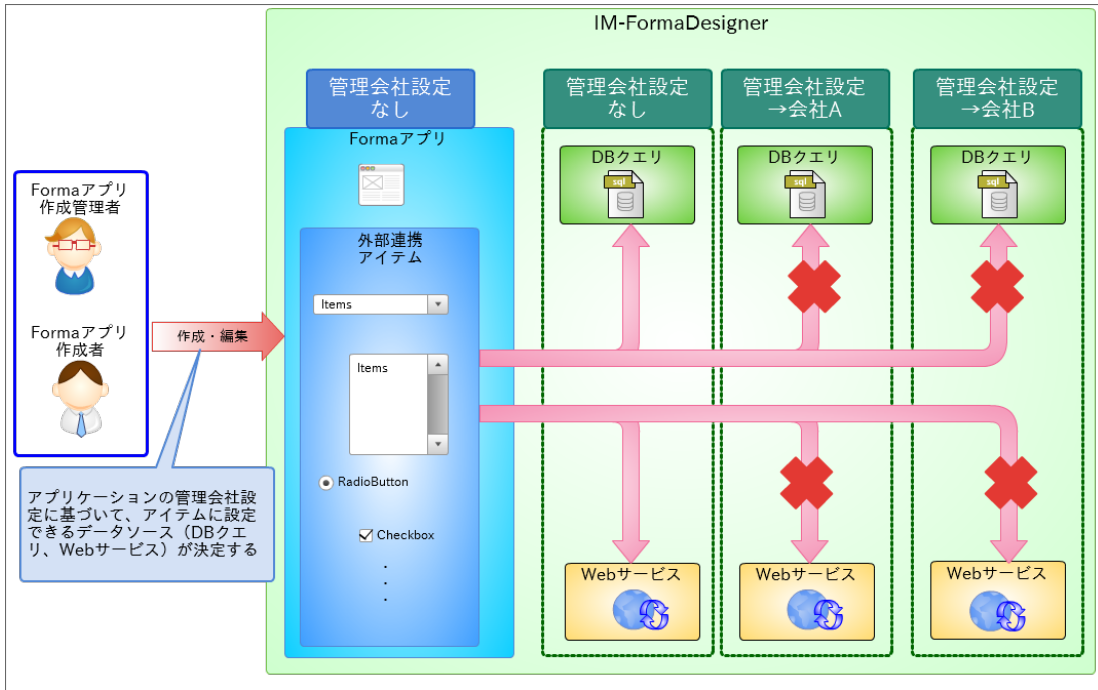 IM-FormaDesigner
管理会社設定
なし
管理会社設定
なし
管理会社設定
→会社A
管理会社設定
→会社B
Formaアプリ
作成管理者
Formaアプリ
作成者
作成・編集
アプリケーションの管理会社設
定に基づいて、アイテムに設定
できるデータソース（DBクエ
リ、Webサービス）が決定する
Formaアプリ
外部連携
アイテム
Items
Items
RadioButton
Checkbox
.
.
.
DBクエリ
sql
DBクエリ
sql
DBクエリ
sql
Webサービス
Webサービス
Webサービス